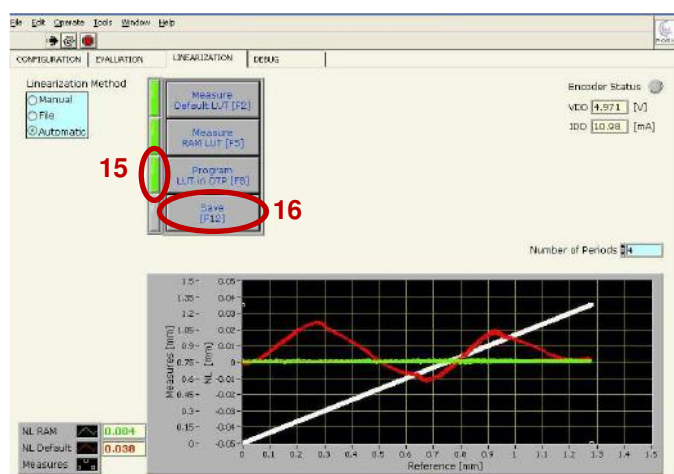 File Edit Operate Tools Window Help
CONFIGURATION EVALUATION LINEARIZATION DEBUG
Linearization Method
Manual
File
Automatic
Measure
Default LUT [F2]
Measure
RAM LUT [F5]
Program
LUT in OTP [F8]
Save
[F12]
15
16
Encoder Status
VDD 4.971 [V]
IDD 10.98 [mA]
Number of Periods 4
Measures [mm]
1.5
1.35
1.2
1.05
0.9
0.75
0.6
0.45
0.3
0.15
0
NL [mm]
0.05
0.04
0.03
0.02
0.01
0
-0.01
-0.02
-0.03
-0.04
-0.05
0 0.1 0.2 0.3 0.4 0.5 0.6 0.7 0.8 0.9 1 1.1 1.2 1.3 1.4 1.5
Reference [mm]
NL RAM 0.004
NL Default 0.038
Measures